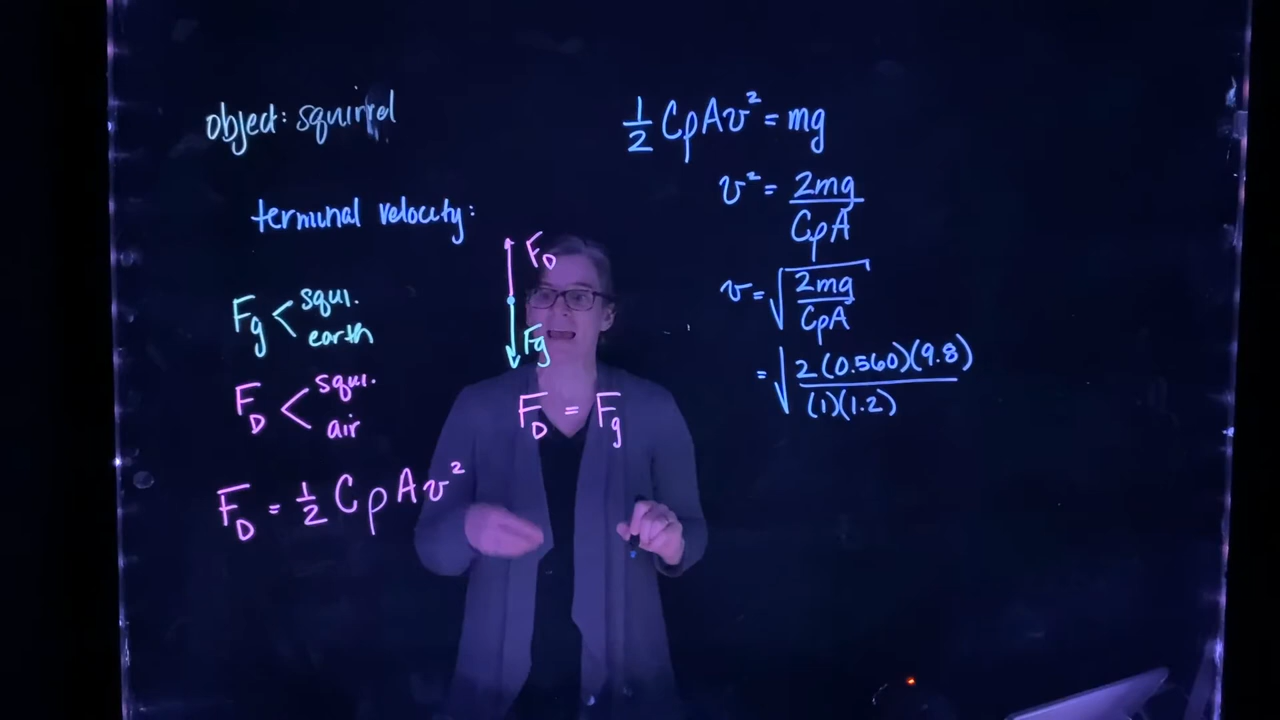 object: squirrel
terminal velocity:
F_g < squi.
earth
F_D < squi.
air
F_D = 1/2 CρAv²
F_D
F_g
F_D = F_g
1/2 CρAv² = mg
v² = 2mg / CρA
v = √(2mg / CρA)
= √(2(0.560)(9.8) / (1)(1.2))